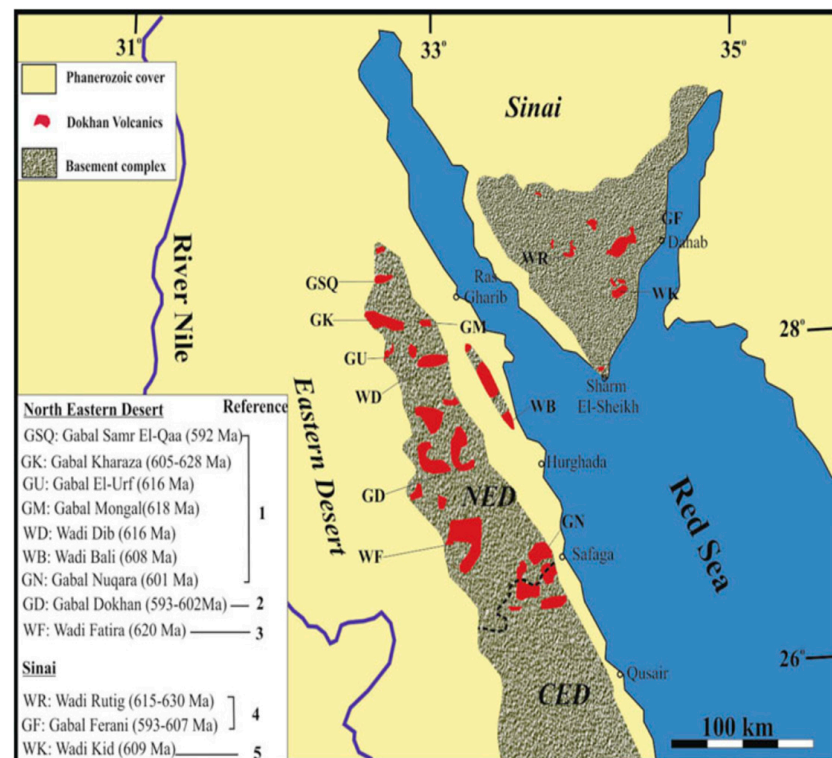 31°
33
35°
Phanerozoic cover
Dokhan Volcanics
Basement complex
Sinai
River Nile
GF
Dahab
WR
WK
GSQ
Ras
Gharib
GK
GM
28°
GU
WD
Sharm
El-Sheikh
WB
Eastern Desert
Hurghada
GD
NED
Red Sea
GN
WF
Safaga
Qusair
26°
CED
100 km
North Eastern Desert Reference
GSQ: Gabal Samr El-Qaa (592 Ma)
GK: Gabal Kharaza (605-628 Ma)
GU: Gabal El-Urf (616 Ma)
GM: Gabal Mongal(618 Ma)
1
WD: Wadi Dib (616 Ma)
WB: Wadi Bali (608 Ma)
GN: Gabal Nuqara (601 Ma)
GD: Gabal Dokhan (593-602Ma) 2
WF: Wadi Fatira (620 Ma) 3
Sinai
WR: Wadi Rutig (615-630 Ma)
4
GF: Gabal Ferani (593-607 Ma)
WK: Wadi Kid (609 Ma) 5